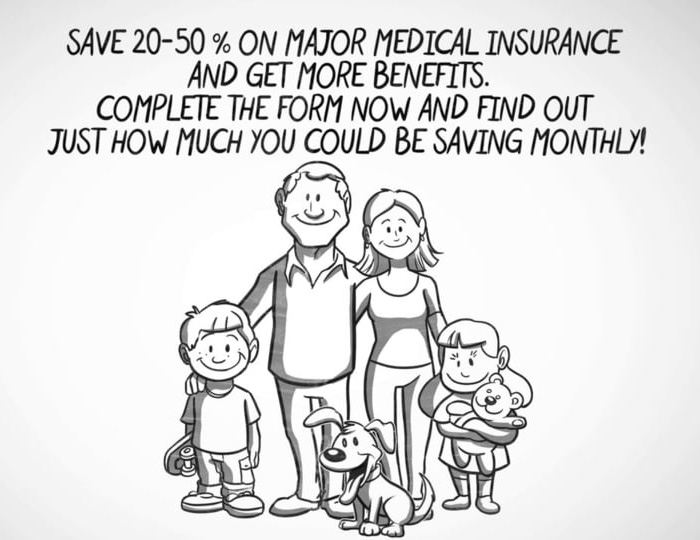 SAVE 20-50 % ON MAJOR MEDICAL INSURANCE
AND GET MORE BENEFITS.
COMPLETE THE FORM NOW AND FIND OUT
JUST HOW MUCH YOU COULD BE SAVING MONTHLY!